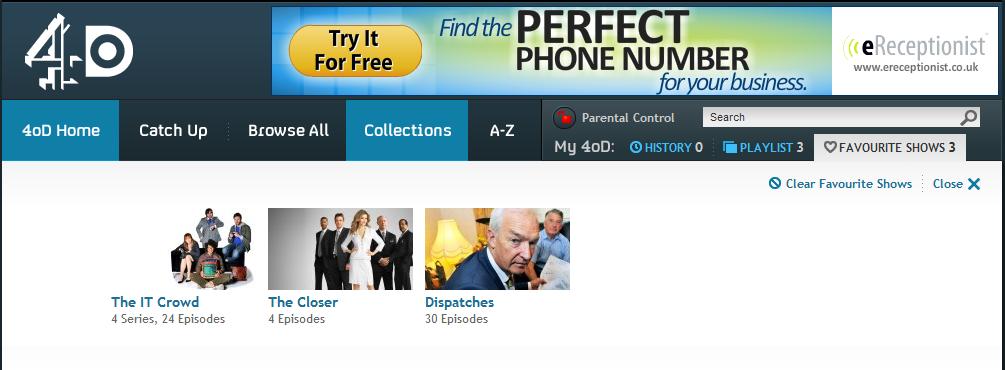 4oD
Try It
For Free
Find the PERFECT
PHONE NUMBER
for your business.
eReceptionist
www.ereceptionist.co.uk
4oD Home
Catch Up
Browse All
Collections
A-Z
Parental Control
Search
My 4oD:
HISTORY 0
PLAYLIST 3
FAVOURITE SHOWS 3
Clear Favourite Shows
Close
The IT Crowd
4 Series, 24 Episodes
The Closer
4 Episodes
Dispatches
30 Episodes